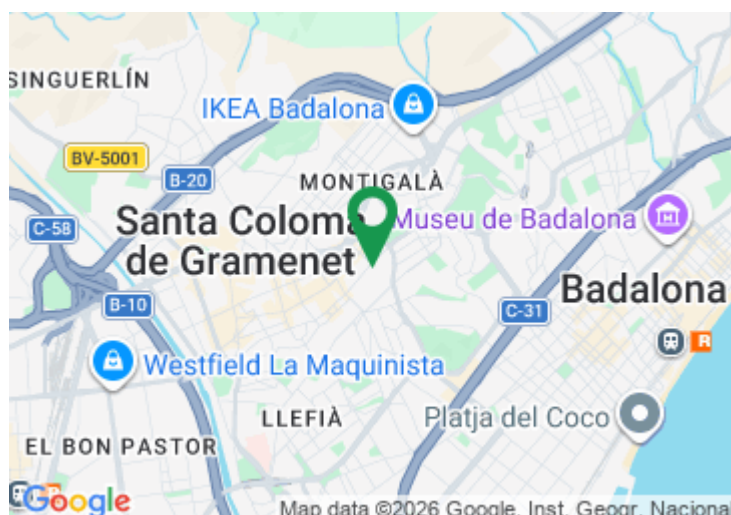 SINGUERLÍN
IKEA Badalona
BV-5001
B-20
MONTIGALÀ
C-58
Santa Coloma
de Gramenet
Museu de Badalona
Badalona
B-10
C-31
Westfield La Maquinista
R
LLEFIÀ
Platja del Coco
EL BON PASTOR
Google
Map data ©2026 Google, Inst. Geogr. Nacional